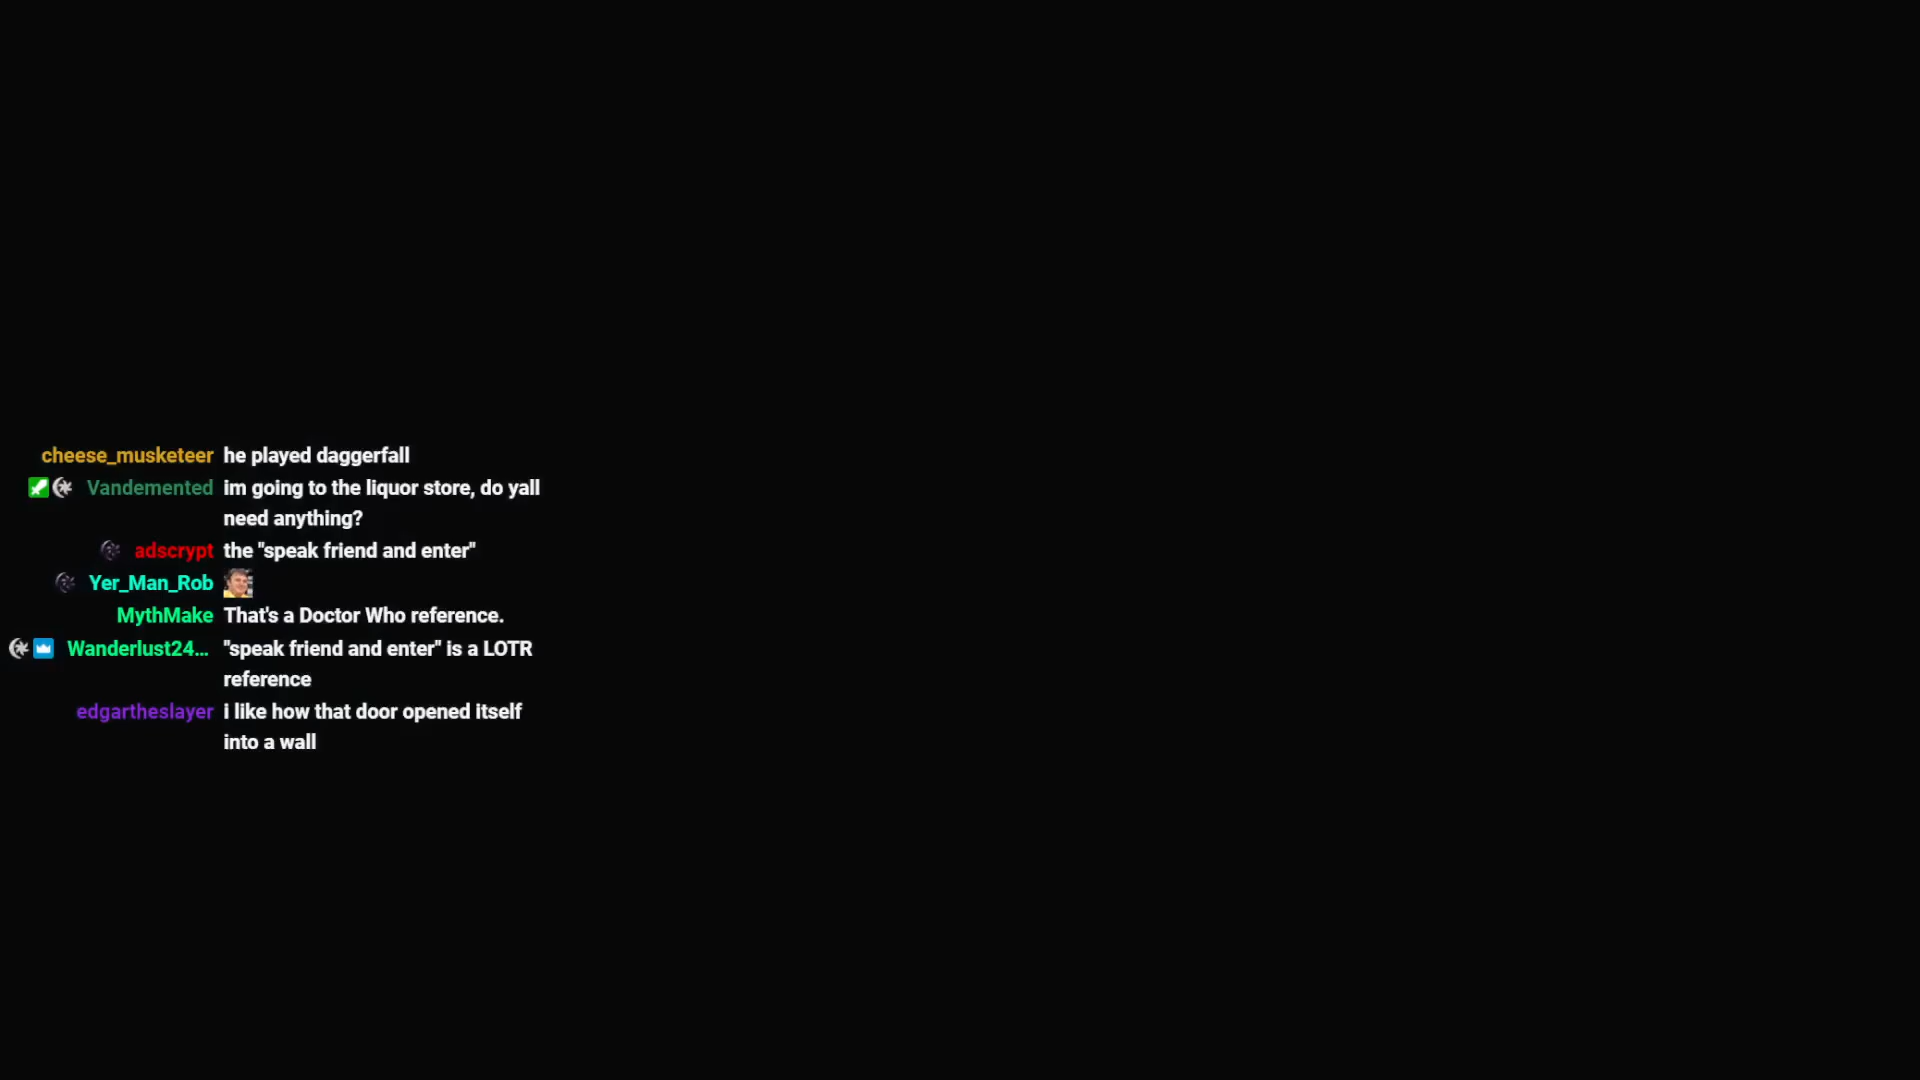 cheese_musketeer he played daggerfall
Vandemented im going to the liquor store, do yall
need anything?
adscrypt the "speak friend and enter"
Yer_Man_Rob
MythMake That's a Doctor Who reference.
Wanderlust24... "speak friend and enter" is a LOTR
reference
edgartheslayer i like how that door opened itself
into a wall